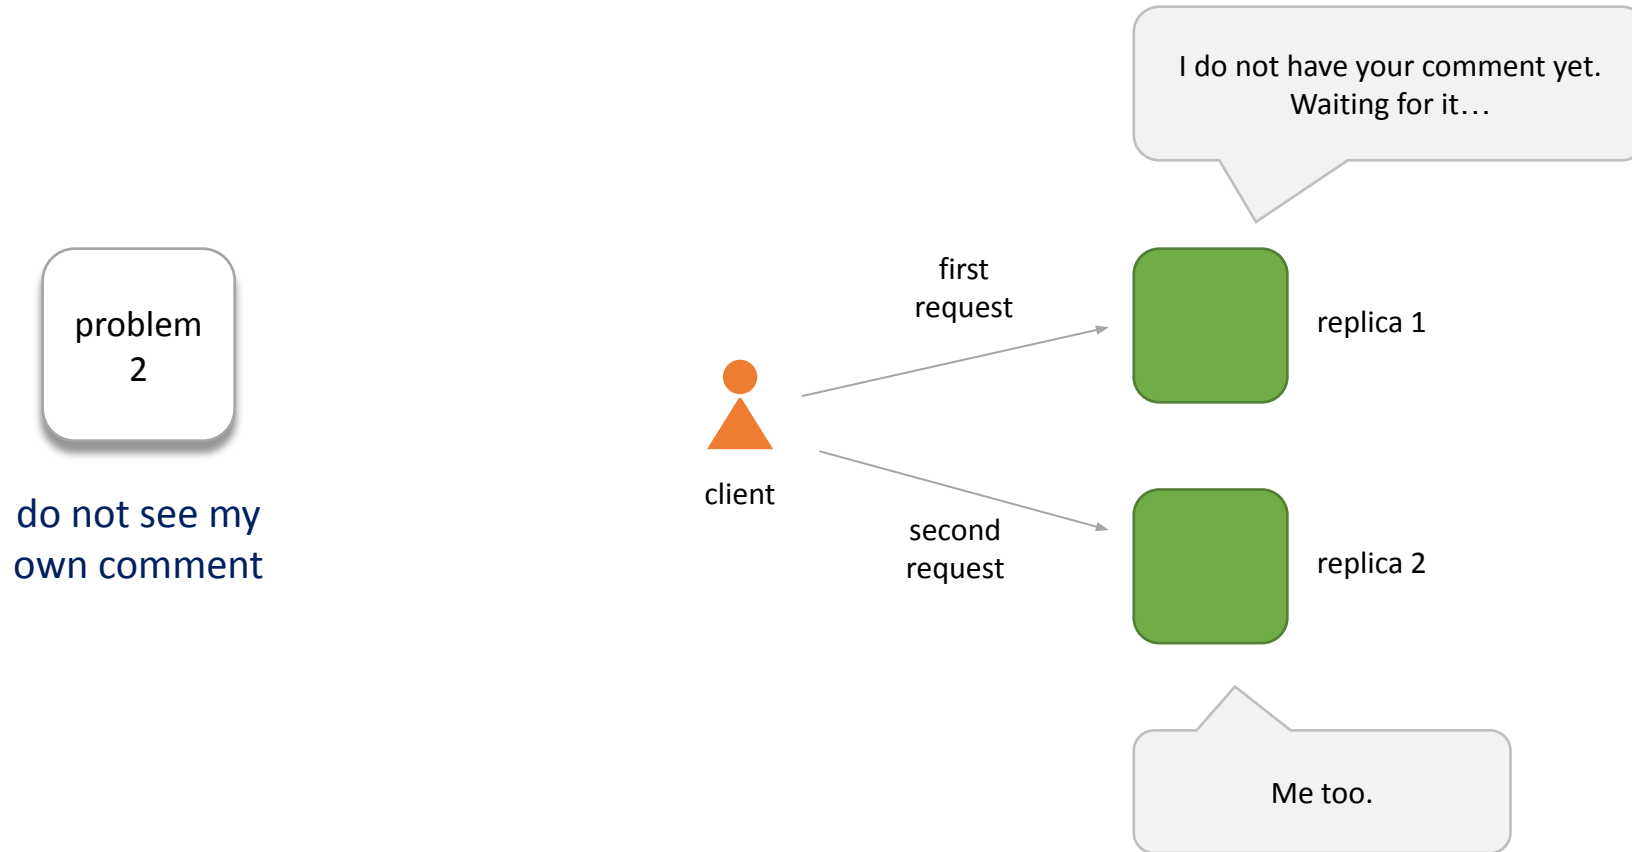 I do not have your comment yet.
Waiting for it…
problem
2
do not see my
own comment
first
request
replica 1
client
second
request
replica 2
Me too.